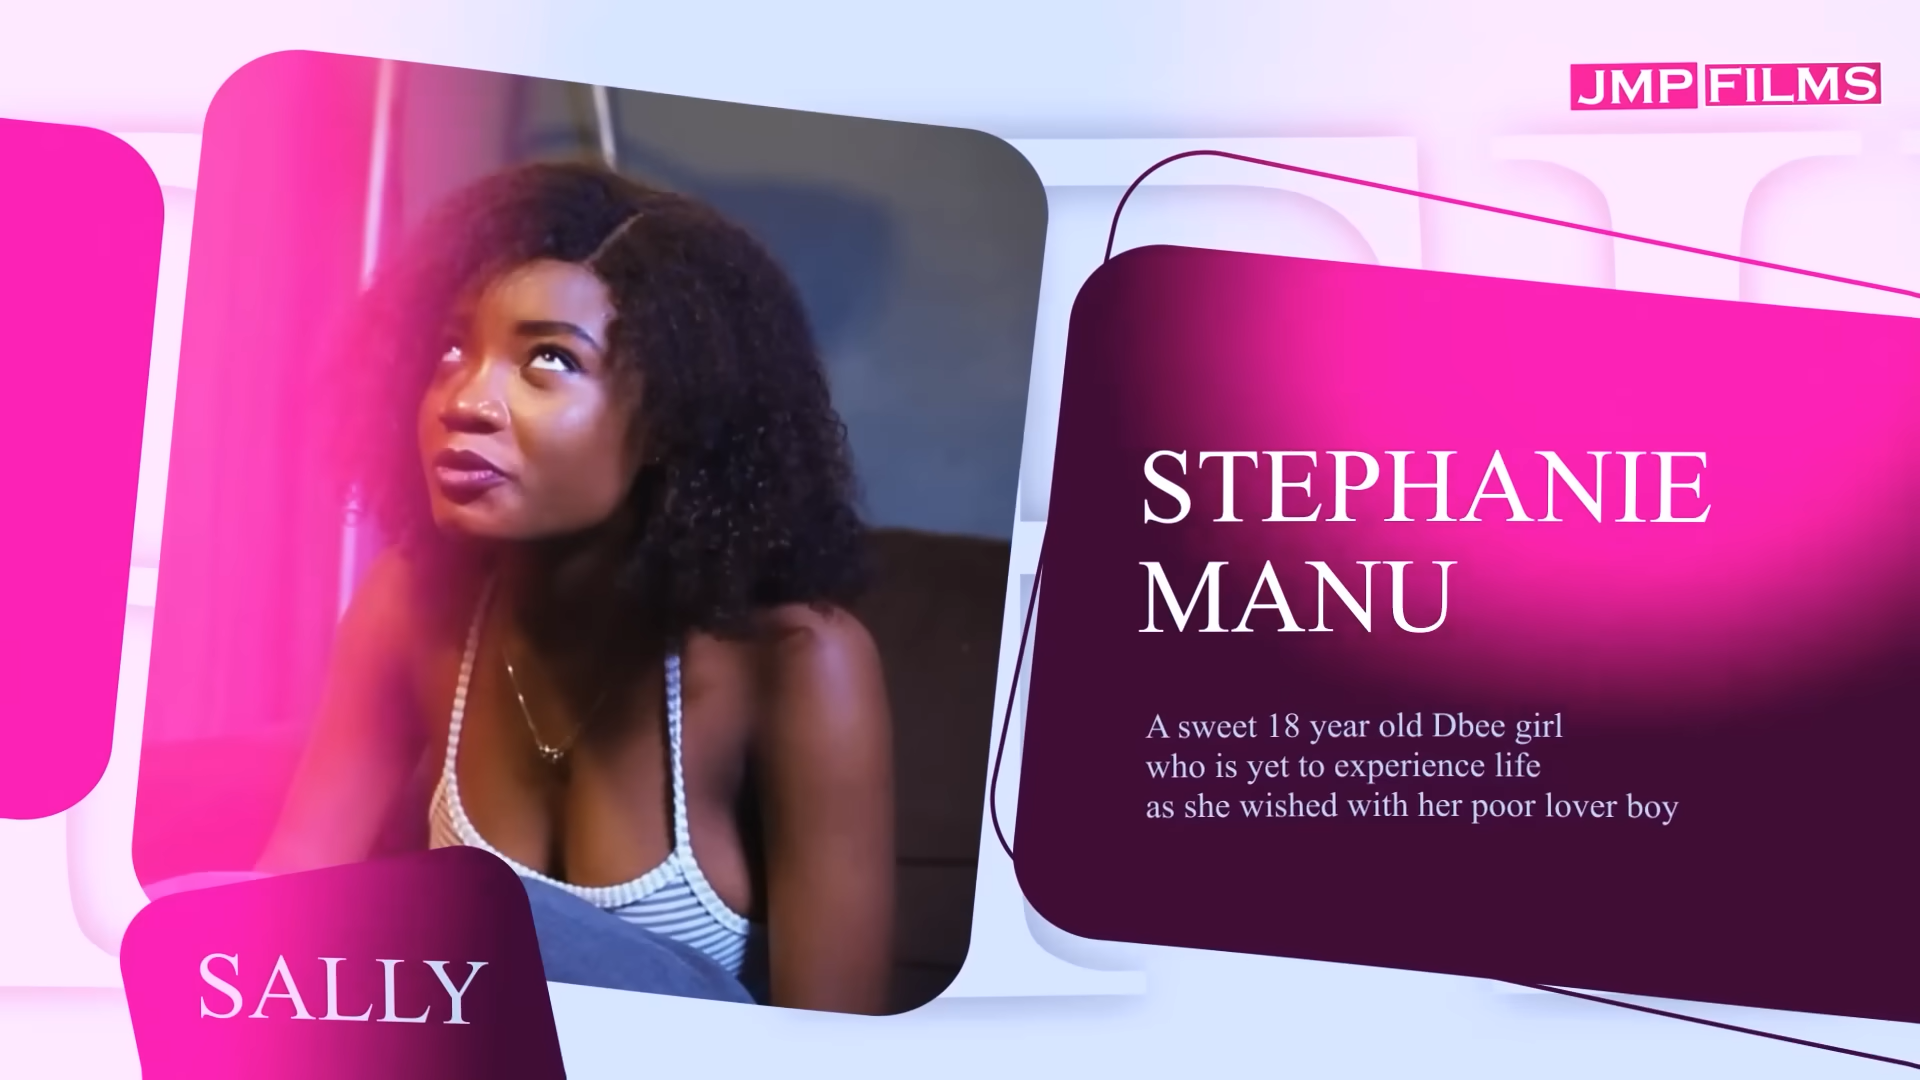 JMP FILMS
STEPHANIE
MANU
A sweet 18 year old Dbee girl
who is yet to experience life
as she wished with her poor lover boy
SALLY